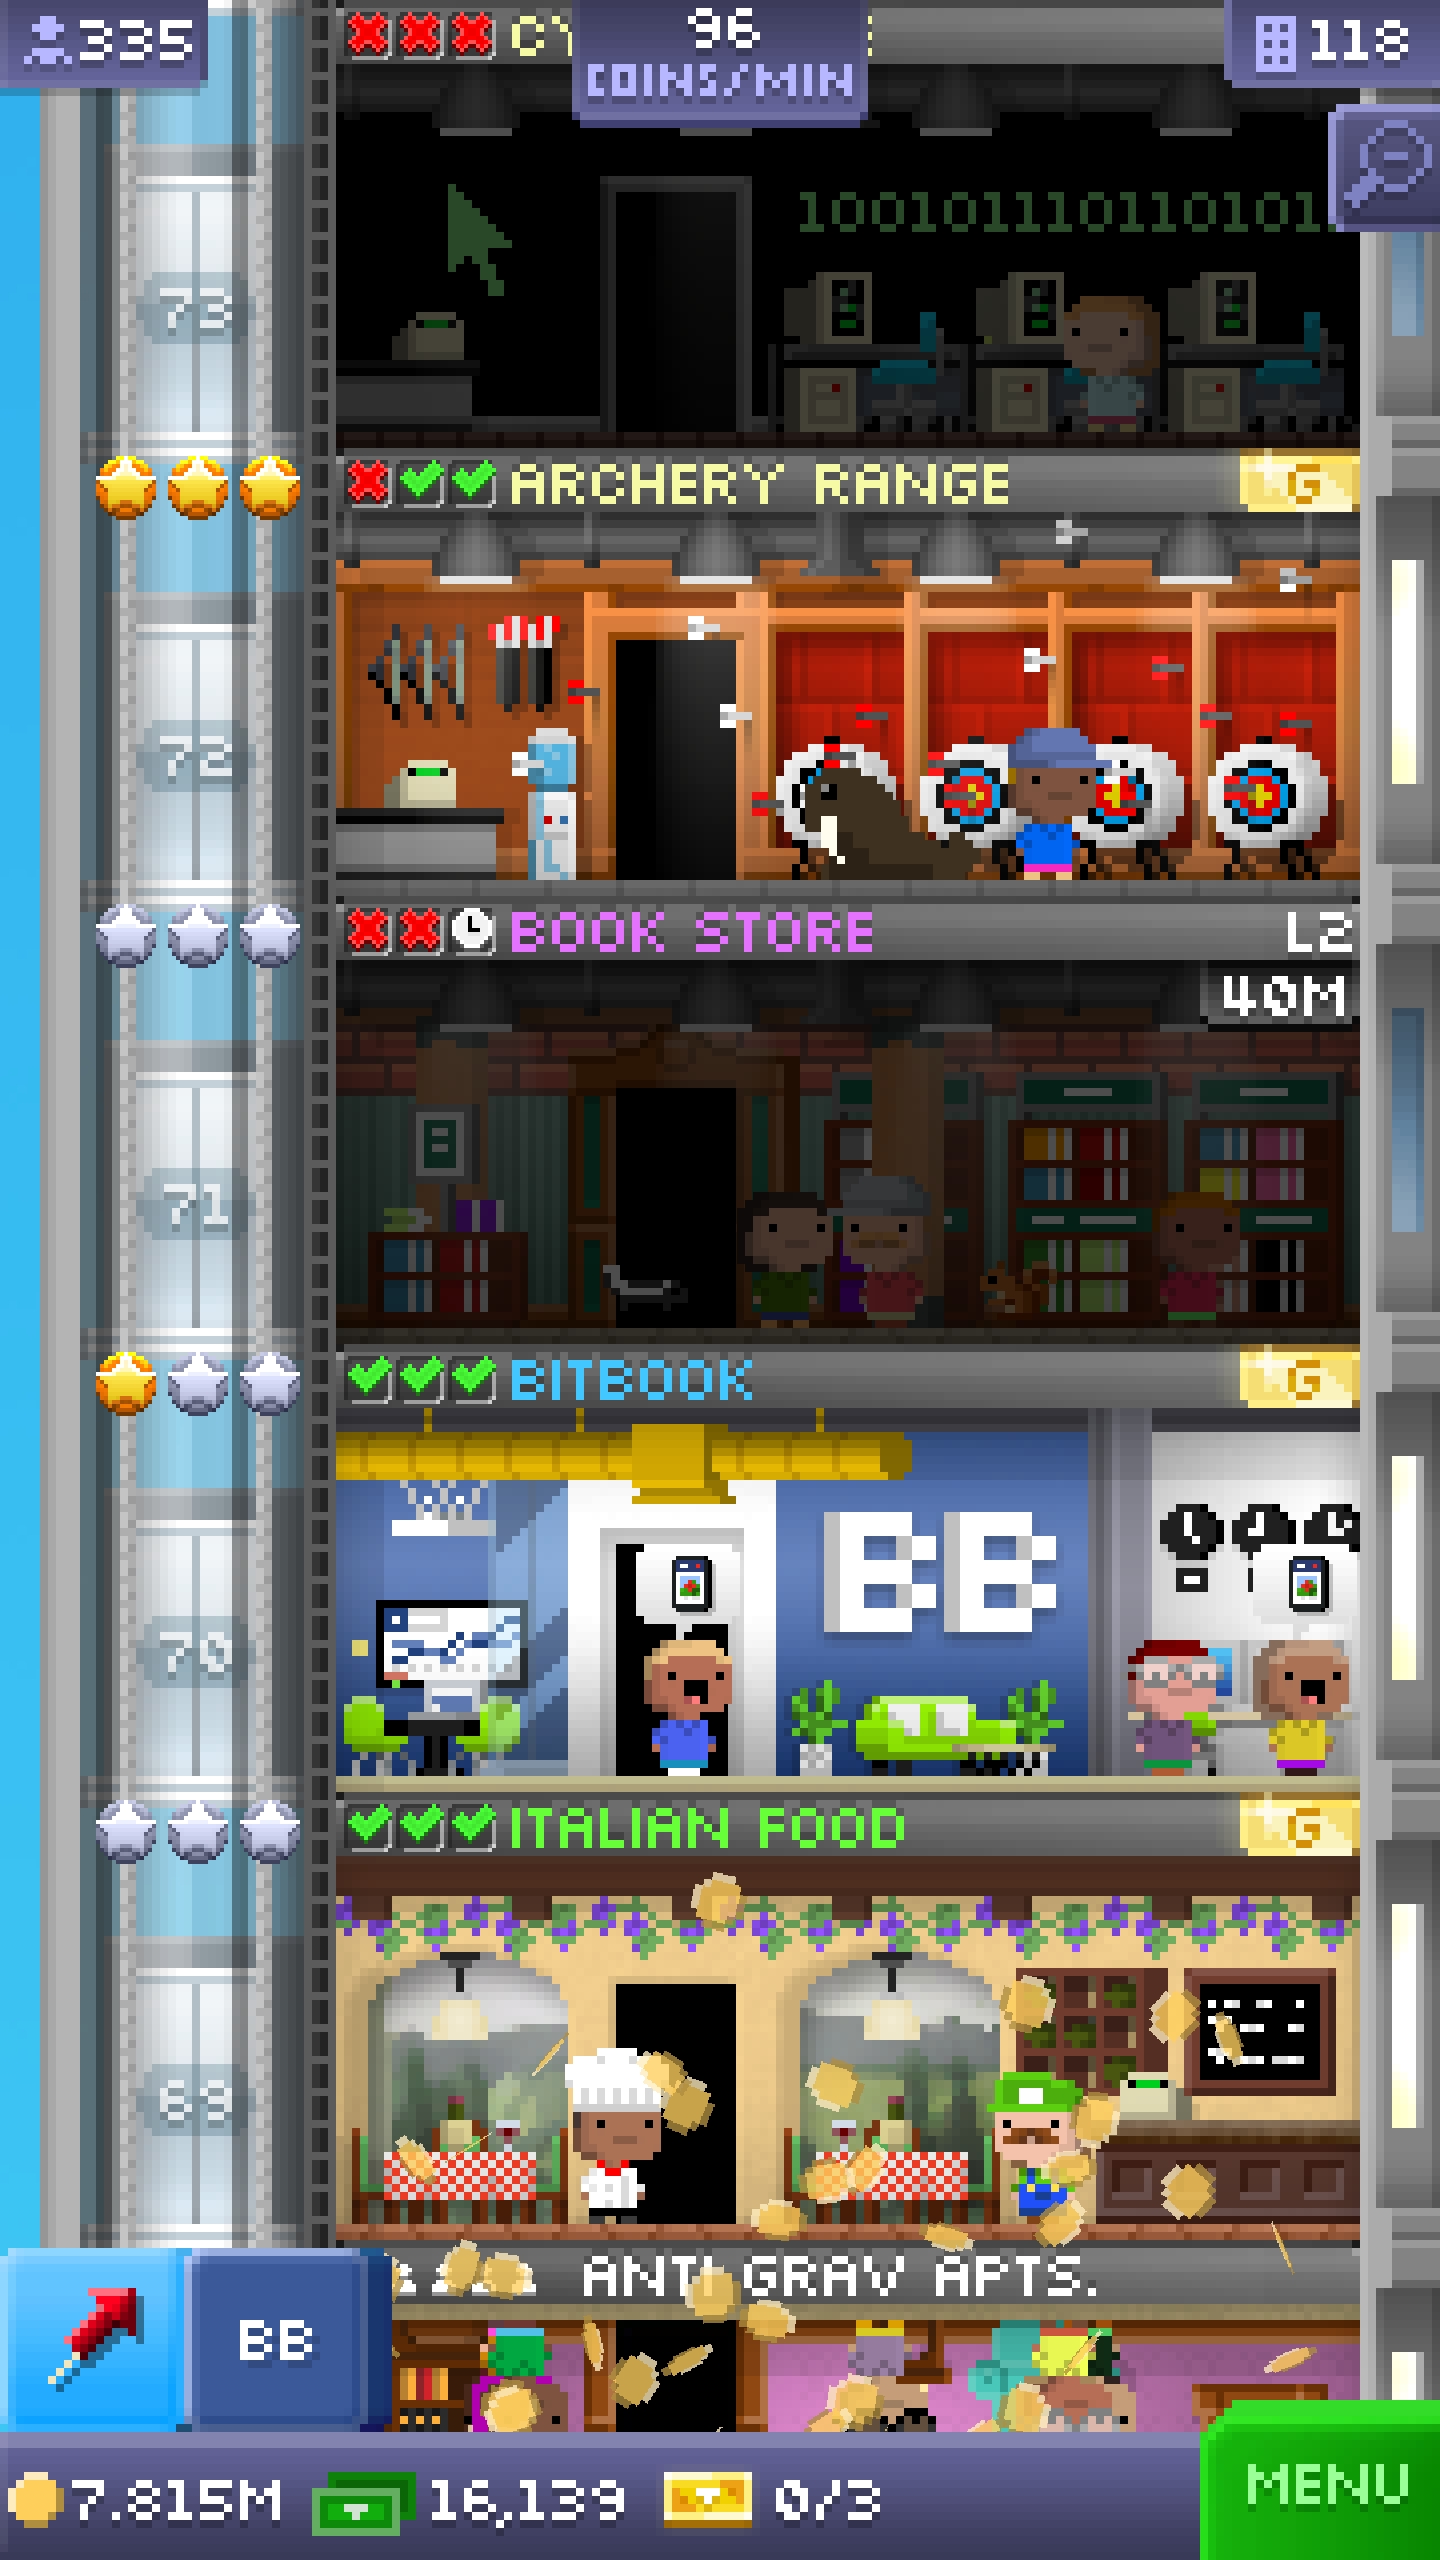 335
96
COINS/MIN
118
100101110110101
73
ARCHERY RANGE
G
72
BOOK STORE
L2
40M
71
BITBOOK
G
BB
70
ITALIAN FOOD
G
69
ANTI GRAV APTS.
BB
7.815M
16,139
0/3
MENU